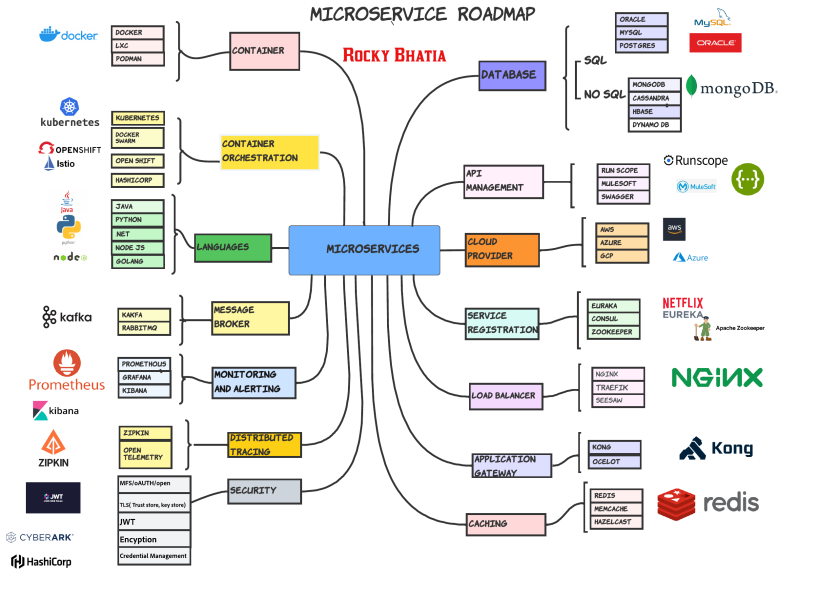 MICROSERVICE ROADMAP
ROCKY BHATIA
docker
DOCKER
LXC
PODMAN
CONTAINER
kubernetes
OPENSHIFT
Istio
KUBERNETES
DOCKER
SWARM
OPEN SHIFT
HASHICORP
CONTAINER
ORCHESTRATION
Java
python
node
JAVA
PYTHON
NET
NODE JS
GOLANG
LANGUAGES
kafka
KAKFA
RABBITMQ
MESSAGE
BROKER
Prometheus
kibana
PROMETHOUS
GRAFANA
KIBANA
MONITORING
AND ALERTING
ZIPKIN
ZIPKIN
OPEN
TELEMETRY
DISTRIBUTED
TRACING
JWT
CYBERARK
HashiCorp
MFS/oAUTH/open
TLS( Trust store, key store)
JWT
Encyption
Credential Management
SECURITY
MICROSERVICES
DATABASE
SQL
ORACLE
MYSQL
POSTGRES
MySQL
ORACLE
NO SQL
MONGODB
CASSANDRA
HBASE
DYNAMO DB
mongoDB.
API
MANAGEMENT
RUN SCOPE
MULESOFT
SWAGGER
Runscope
MuleSoft
{···}
CLOUD
PROVIDER
AWS
AZURE
GCP
aws
Azure
SERVICE
REGISTRATION
EURAKA
CONSUL
ZOOKEEPER
NETFLIX
EUREKA
Apache Zookeeper
LOAD BALANCER
NGINX
TRAEFIK
SEESAW
NGINX
APPLICATION
GATEWAY
KONG
OCELOT
Kong
CACHING
REDIS
MEMCACHE
HAZELCAST
redis